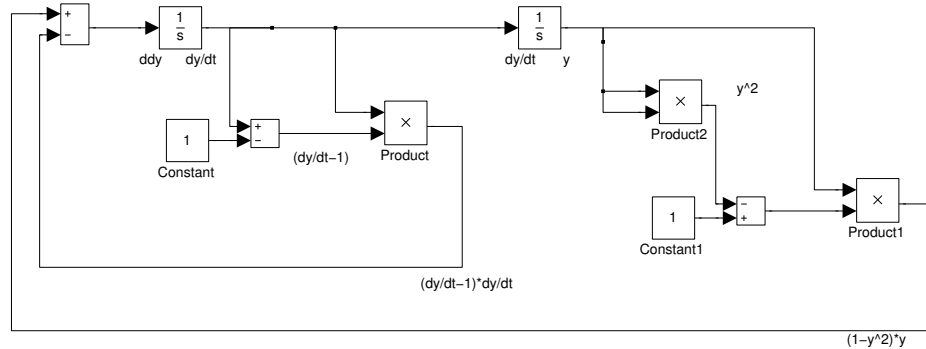 +
−
1
s
ddy
dy/dt
1
s
dy/dt
y
×
Product2
y^2
1
Constant
+
−
(dy/dt−1)
×
Product
1
Constant1
−
+
×
Product1
(dy/dt−1)*dy/dt
(1−y^2)*y